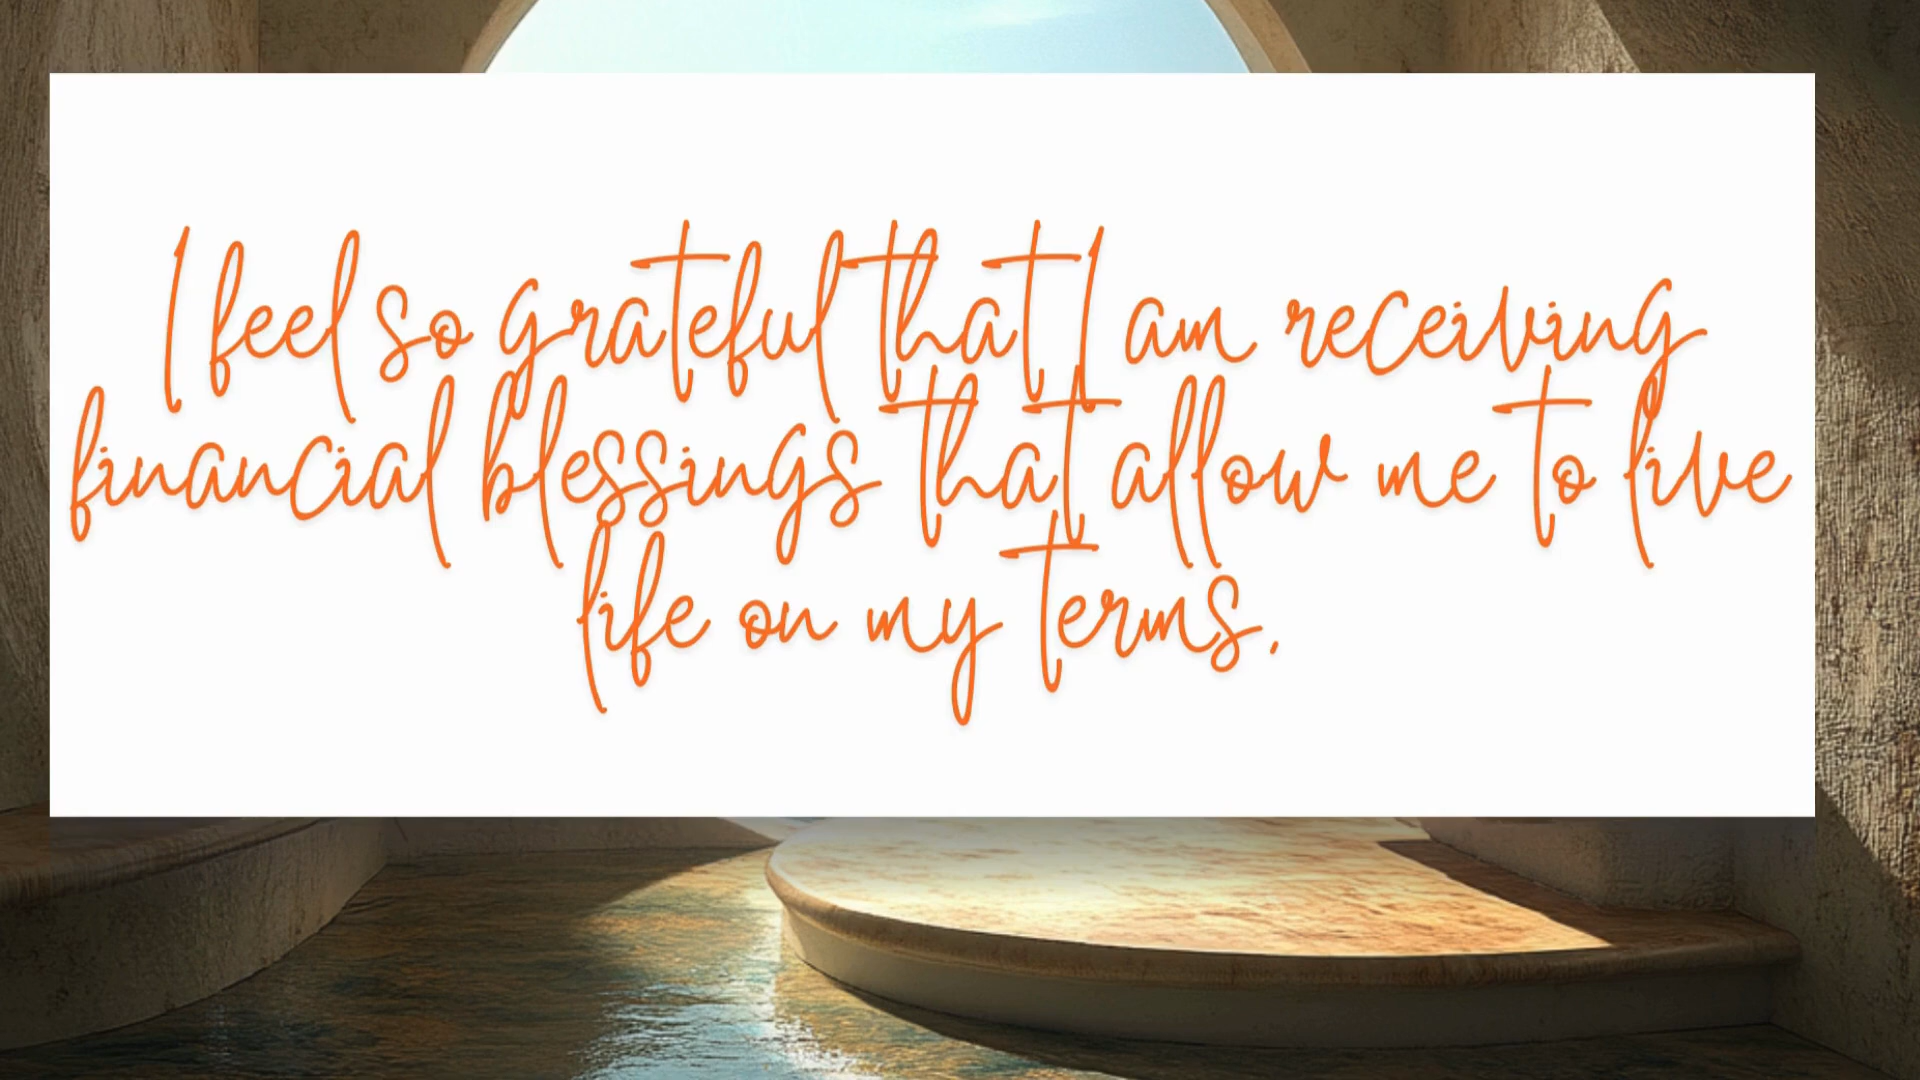 I feel so grateful that I am receiving
financial blessings that allow me to live
life on my terms.